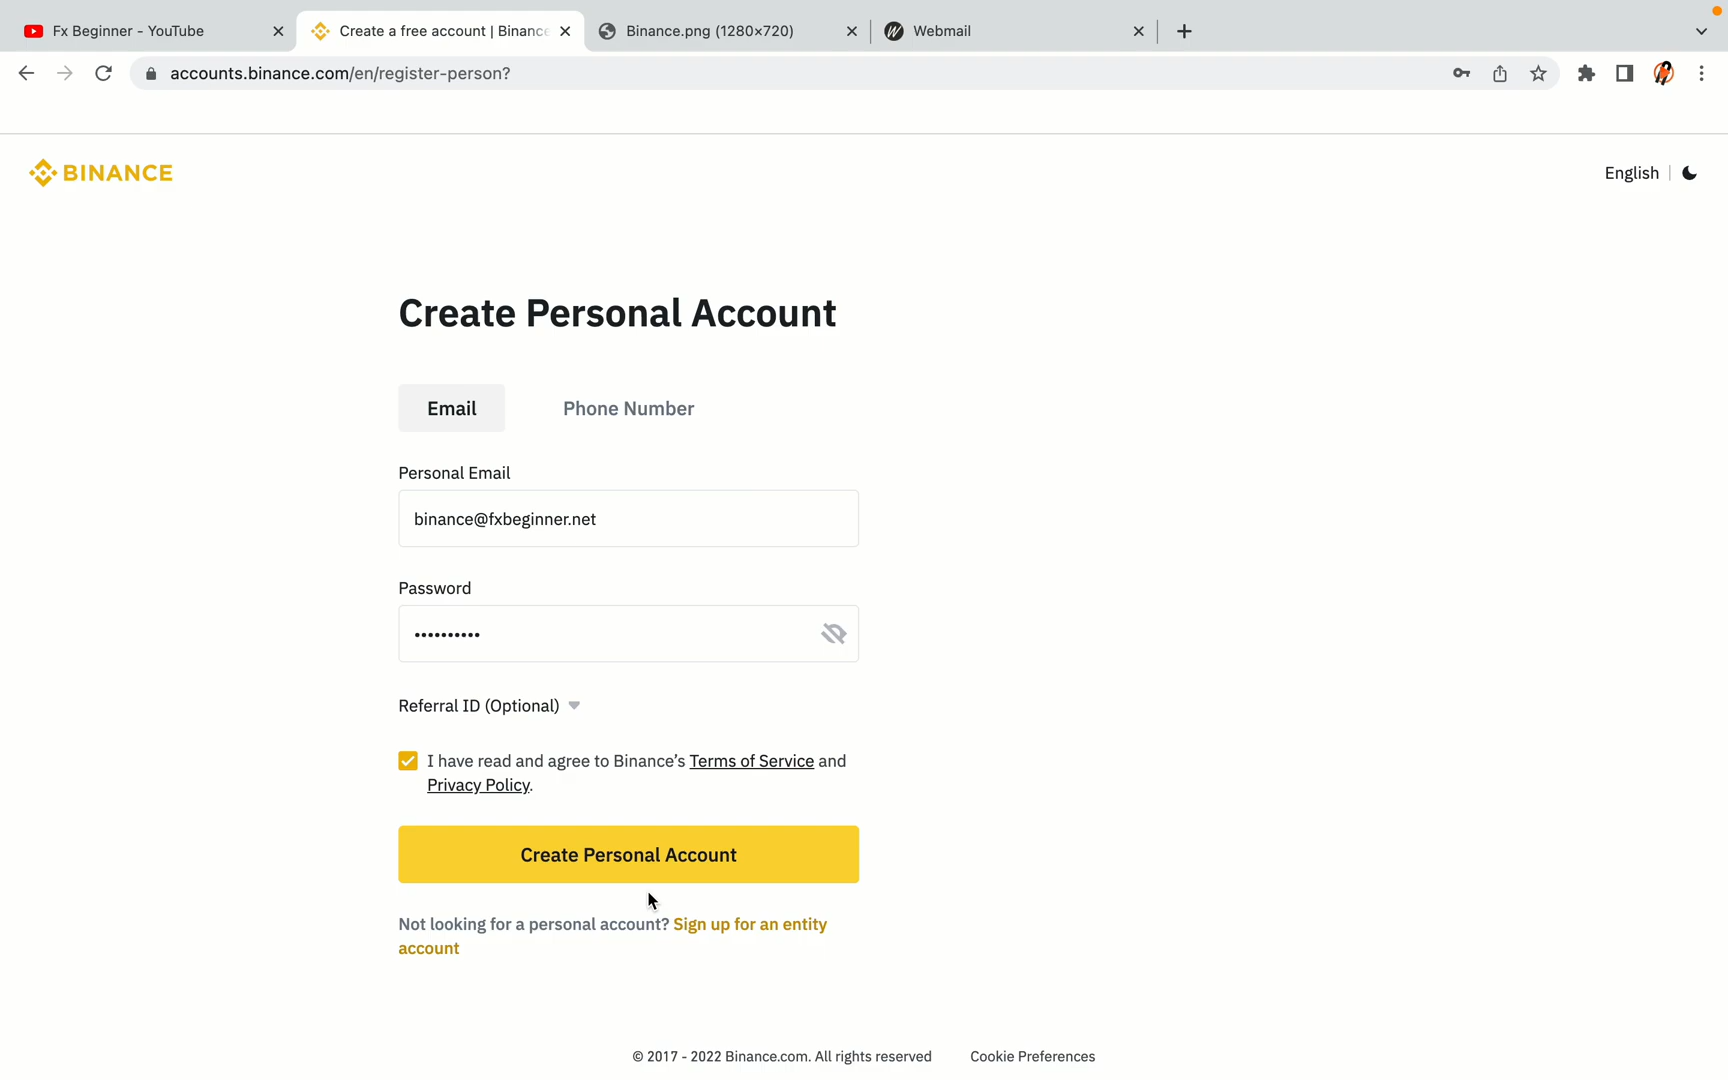 Fx Beginner - YouTube
Create a free account | Binance
Binance.png (1280×720)
Webmail
accounts.binance.com/en/register-person?
BINANCE
English
Create Personal Account
Email
Phone Number
Personal Email
binance@fxbeginner.net
Password
••••••••••
Referral ID (Optional)
I have read and agree to Binance’s Terms of Service and
Privacy Policy.
Create Personal Account
Not looking for a personal account? Sign up for an entity
account
© 2017 - 2022 Binance.com. All rights reserved
Cookie Preferences